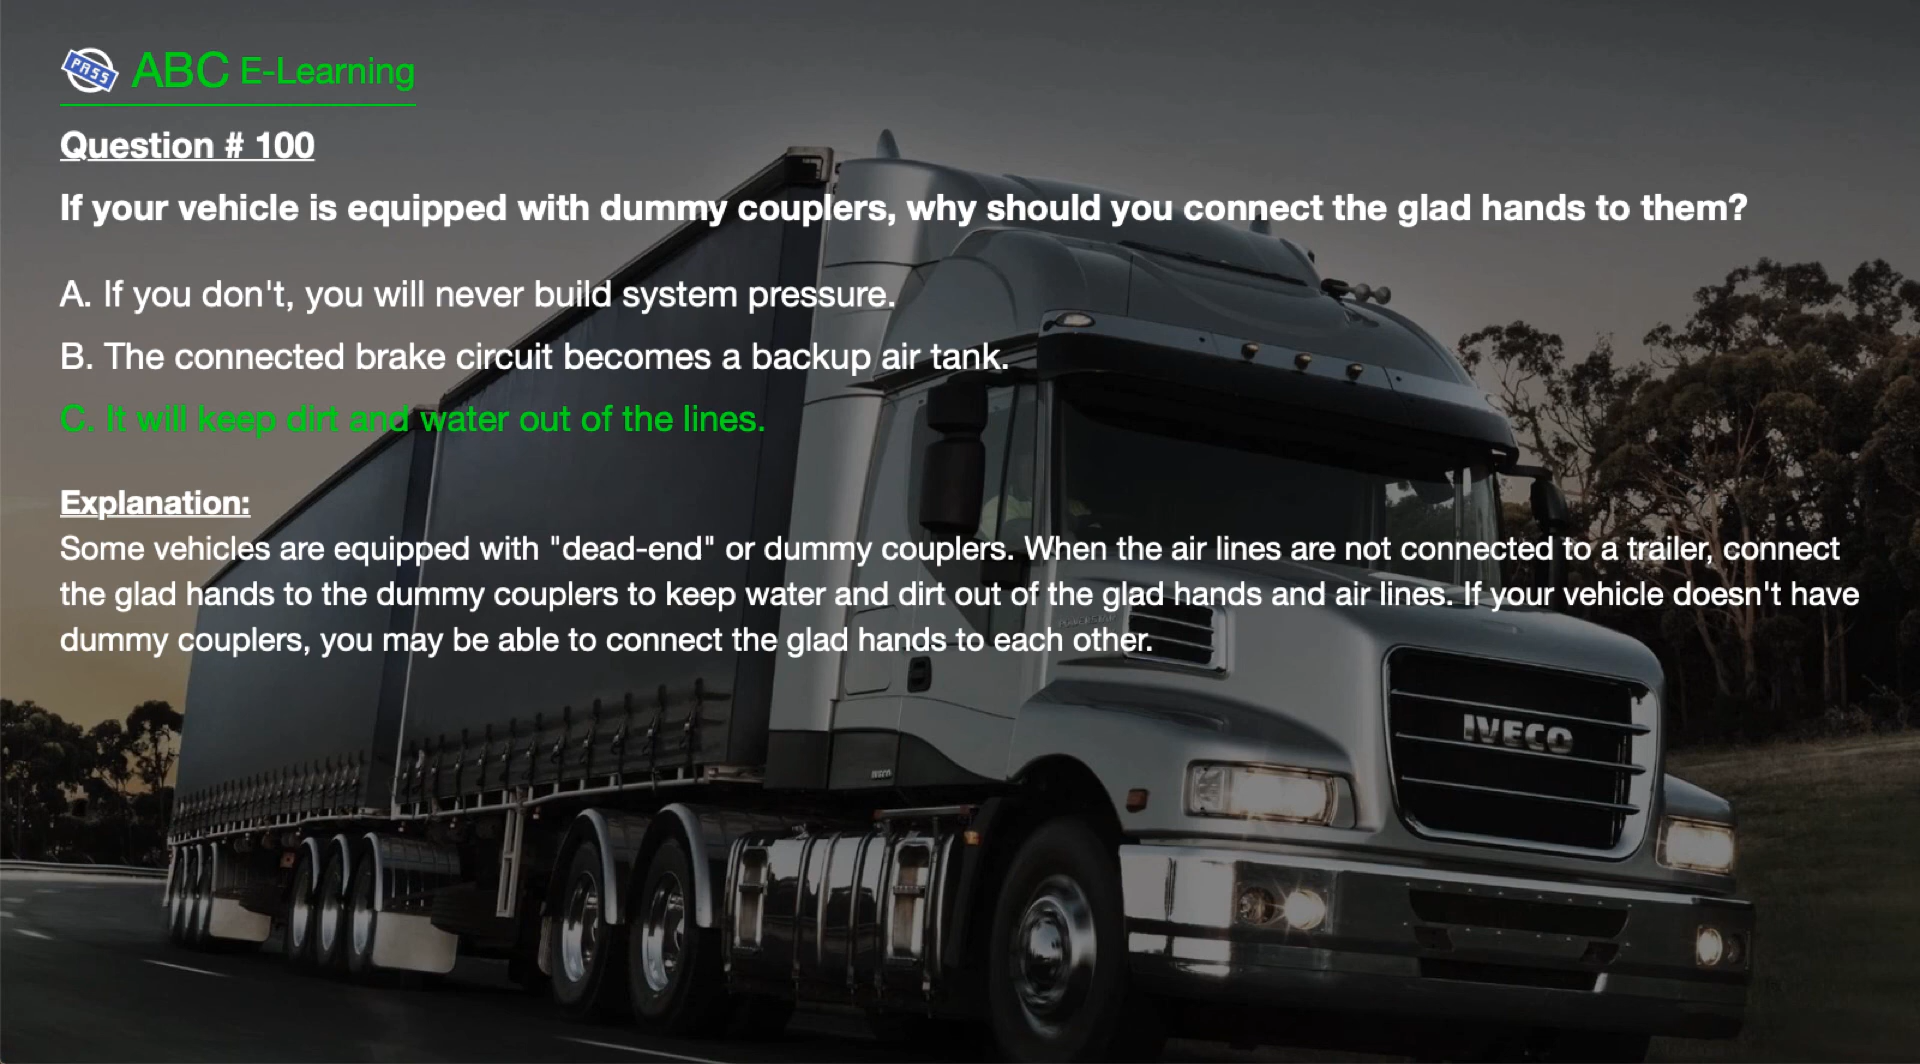 PASS
ABC E-Learning
Question # 100
If your vehicle is equipped with dummy couplers, why should you connect the glad hands to them?
A. If you don't, you will never build system pressure.
B. The connected brake circuit becomes a backup air tank.
C. It will keep dirt and water out of the lines.
Explanation:
Some vehicles are equipped with "dead-end" or dummy couplers. When the air lines are not connected to a trailer, connect
the glad hands to the dummy couplers to keep water and dirt out of the glad hands and air lines. If your vehicle doesn't have
dummy couplers, you may be able to connect the glad hands to each other.
POWERSTAR
IVECO
IVECO